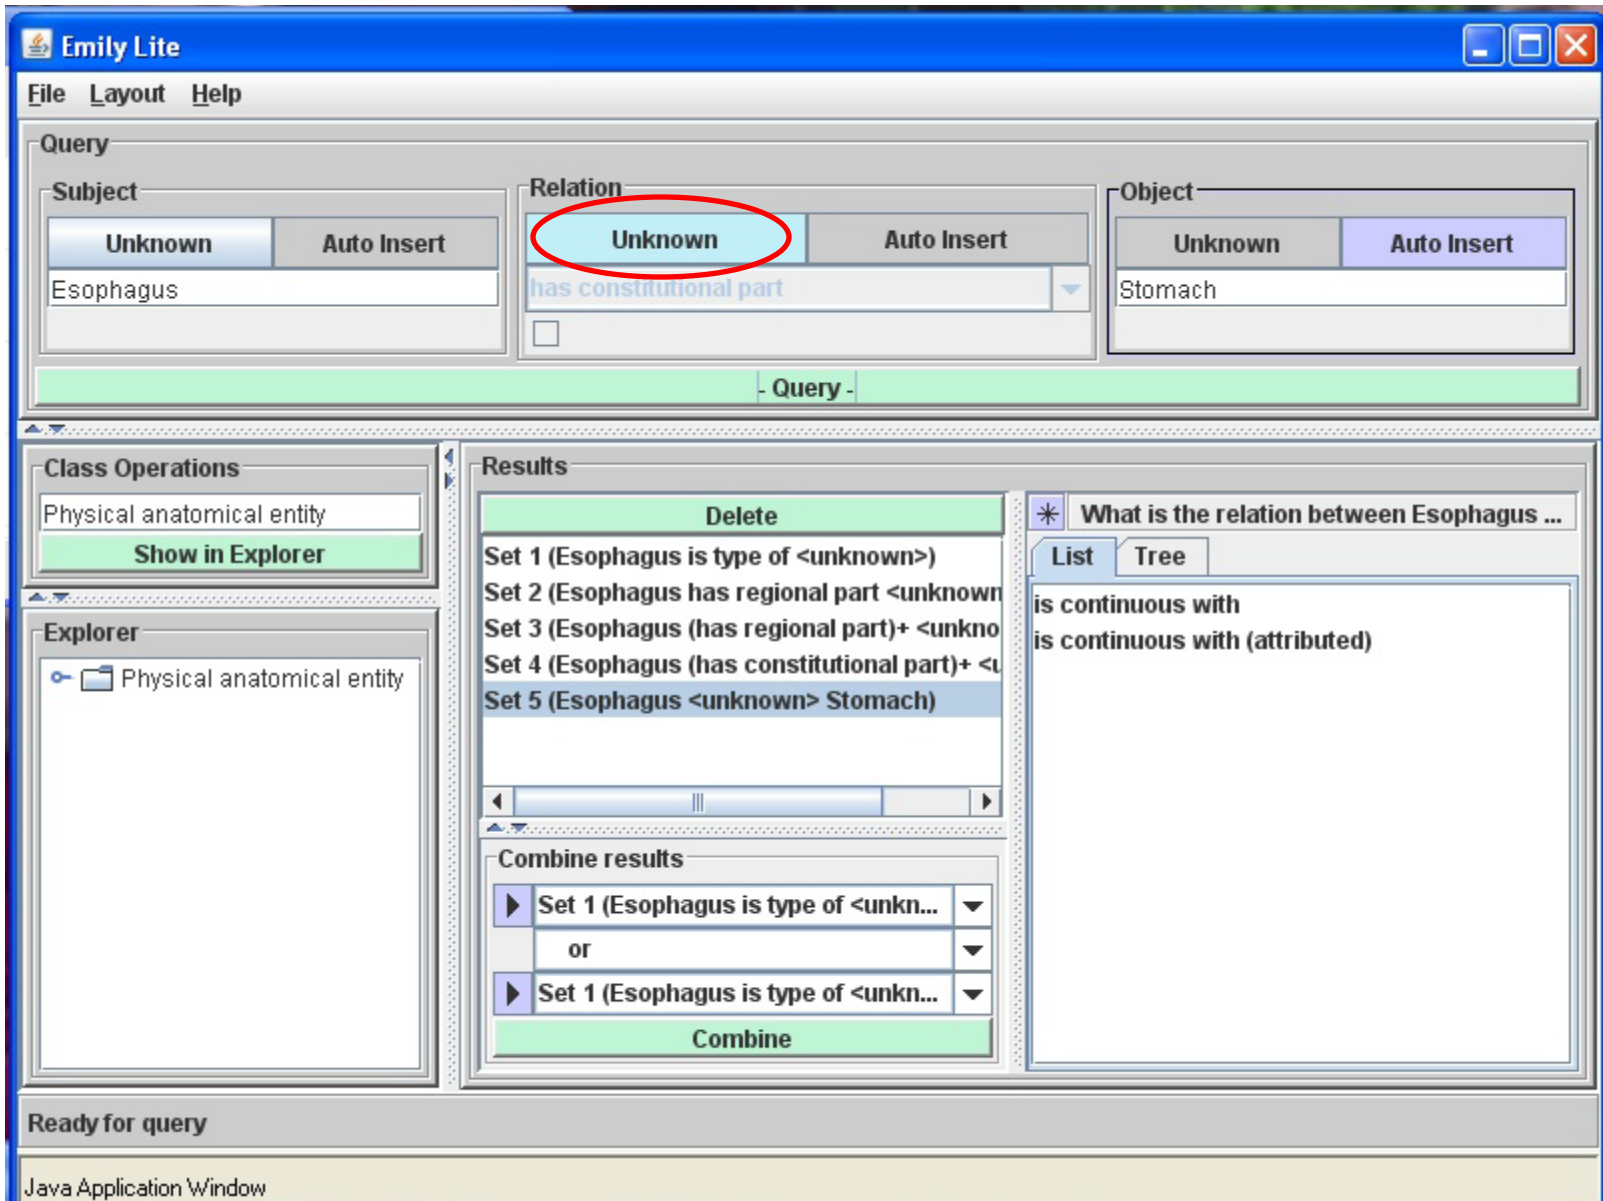 Emily Lite
File Layout Help
Query
Subject
Unknown Auto Insert
Esophagus
Relation
Unknown Auto Insert
has constitutional part
Object
Unknown Auto Insert
Stomach
- Query -
Class Operations
Physical anatomical entity
Show in Explorer
Explorer
Physical anatomical entity
Results
Delete
Set 1 (Esophagus is type of <unknown>)
Set 2 (Esophagus has regional part <unknown
Set 3 (Esophagus (has regional part)+ <unkno
Set 4 (Esophagus (has constitutional part)+ <u
Set 5 (Esophagus <unknown> Stomach)
Combine results
Set 1 (Esophagus is type of <unkn...
or
Set 1 (Esophagus is type of <unkn...
Combine
What is the relation between Esophagus ...
List Tree
is continuous with
is continuous with (attributed)
Ready for query
Java Application Window